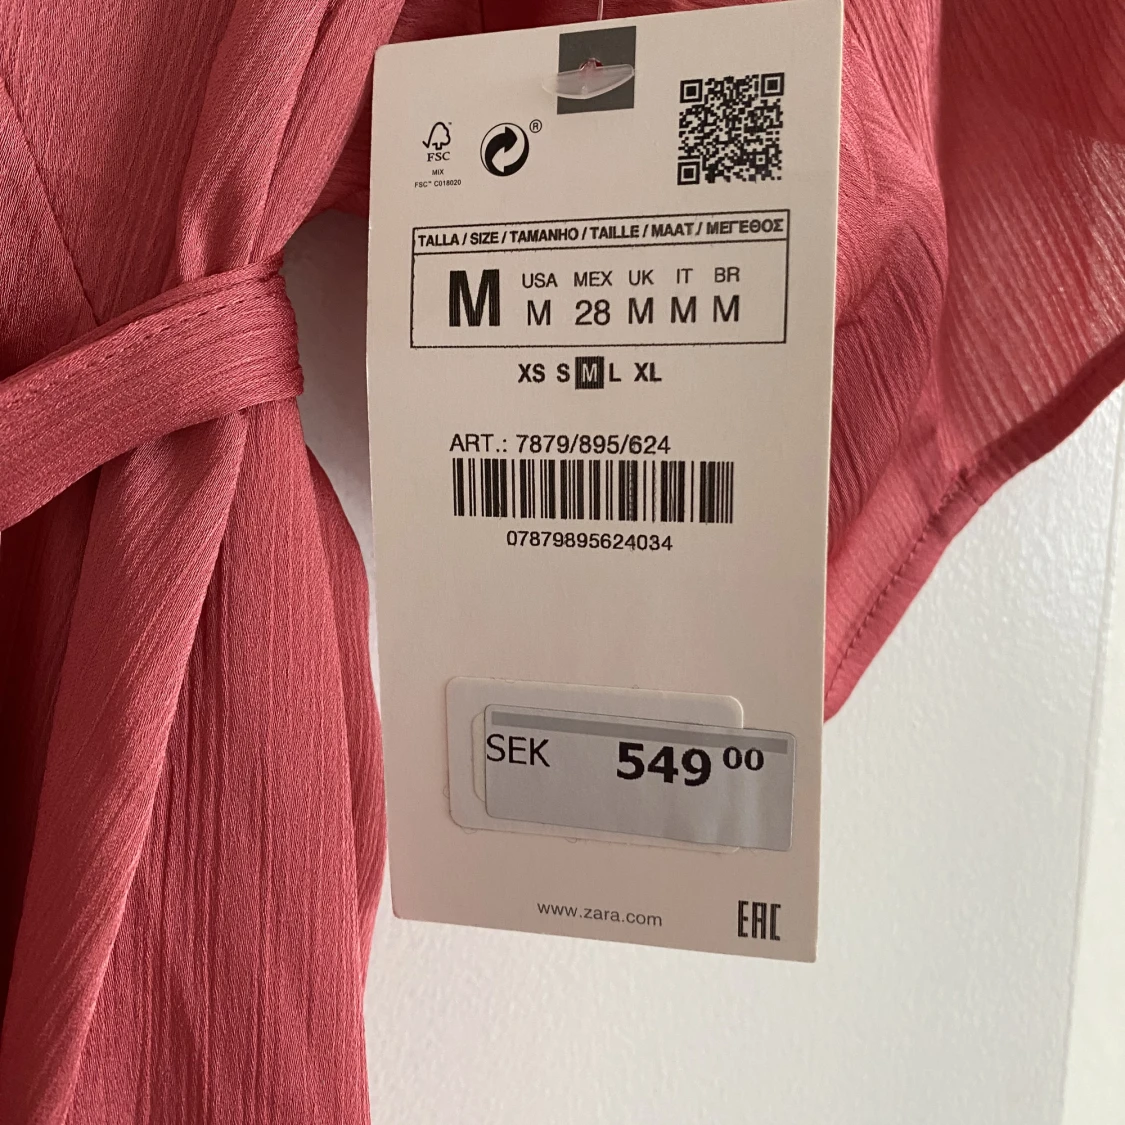 FSC
MIX
FSC™ C018020
®
TALLA / SIZE / TAMANHO / TAILLE / MAAT / ΜΕΓΕΘΟΣ
M
USA MEX UK IT BR
M 28 M M M
XS S M L XL
ART.: 7879/895/624
07879895624034
SEK 549 00
www.zara.com
EAC